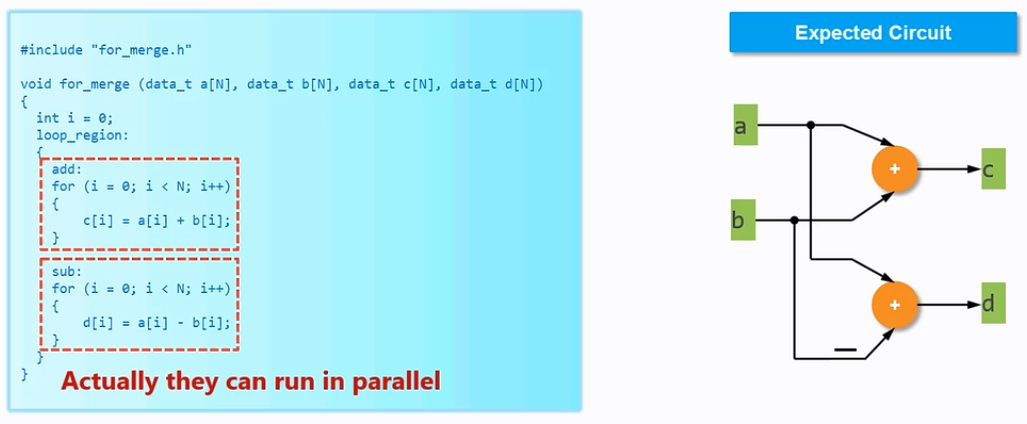 #include "for_merge.h"
void for_merge (data_t a[N], data_t b[N], data_t c[N], data_t d[N])
{
int i = 0;
loop_region:
{
add:
for (i = 0; i < N; i++)
{
c[i] = a[i] + b[i];
}
sub:
for (i = 0; i < N; i++)
{
d[i] = a[i] - b[i];
}
}
}
Actually they can run in parallel
Expected Circuit
a
+
c
b
+
d
—